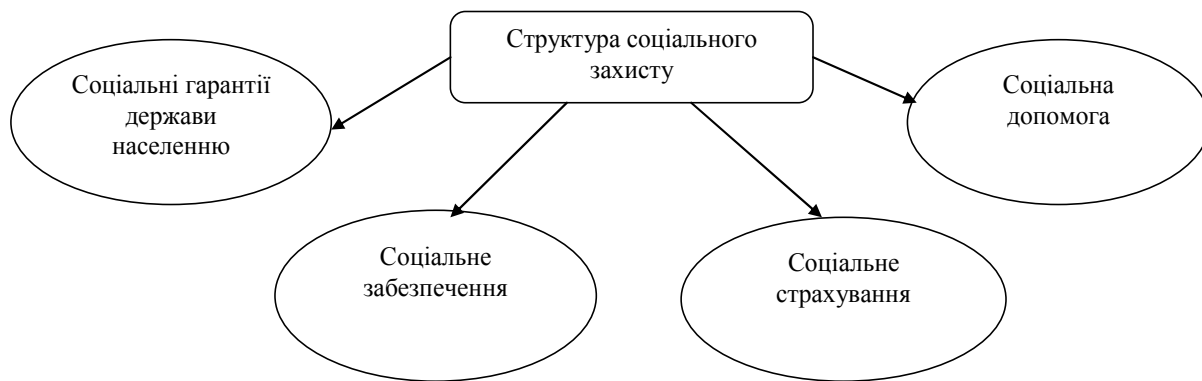 Структура соціального
захисту
Соціальні гарантії
держави
населенню
Соціальна
допомога
Соціальне
забезпечення
Соціальне
страхування